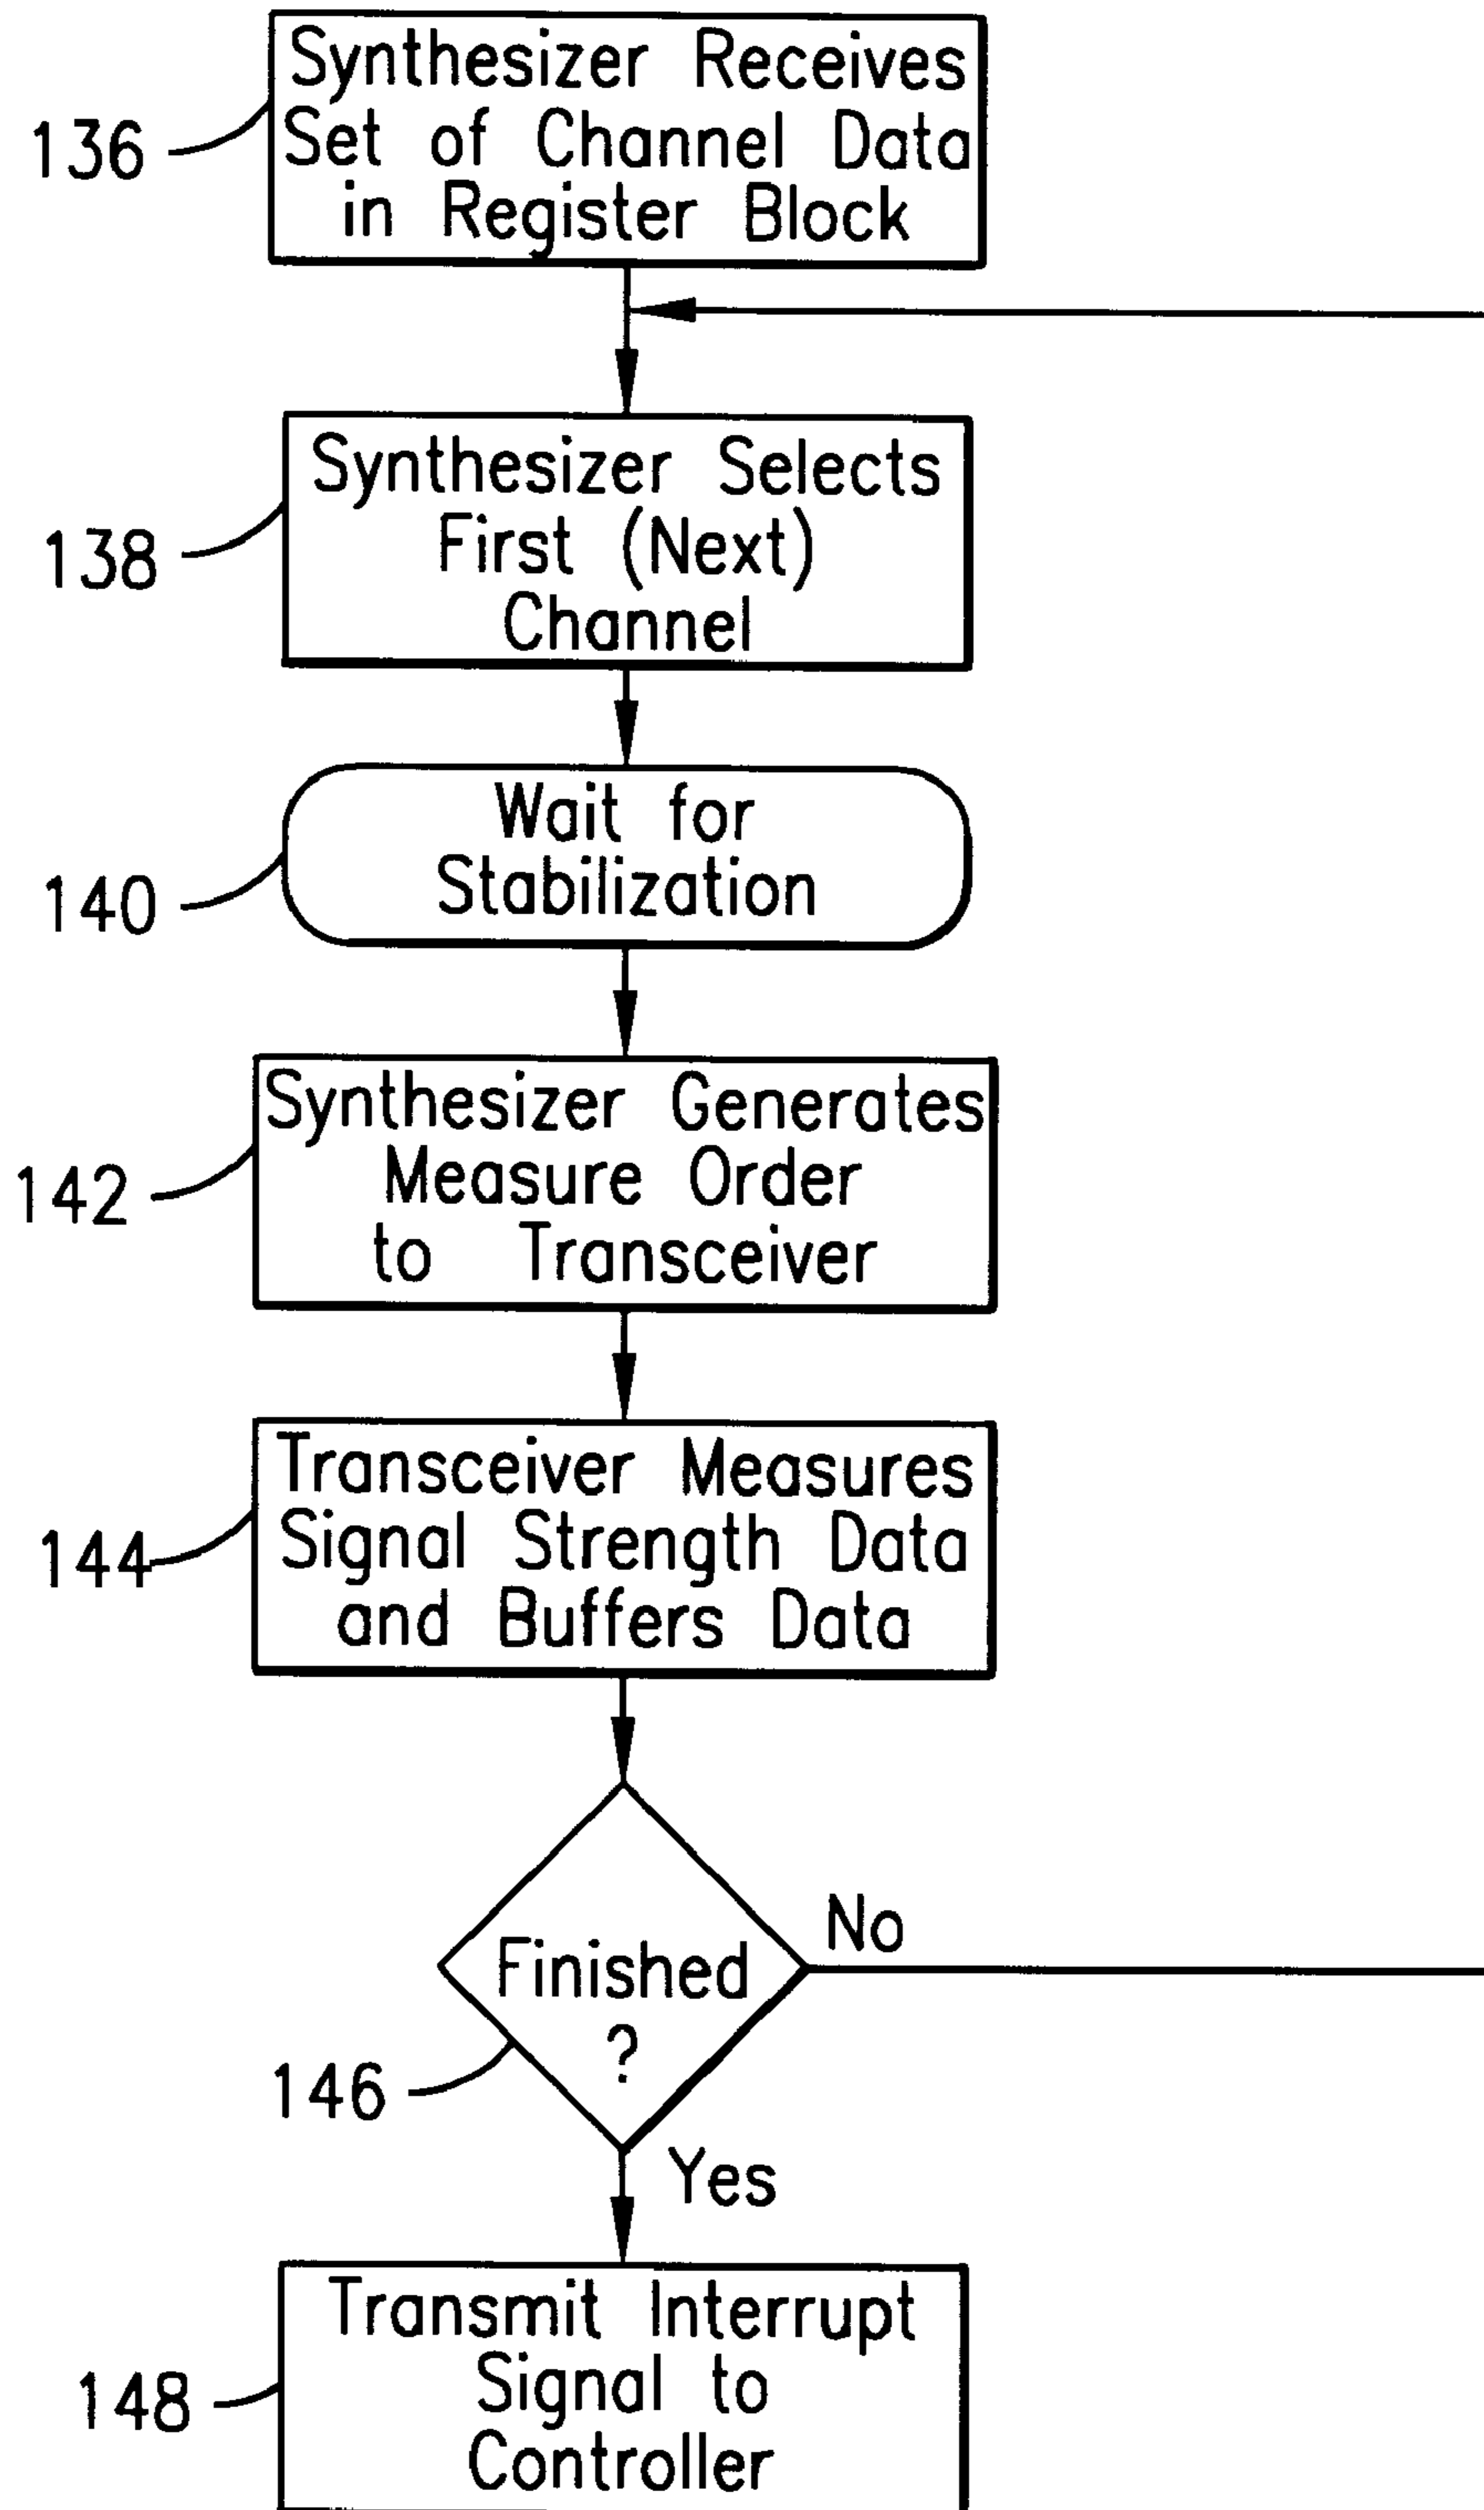 136
Synthesizer Receives
Set of Channel Data
in Register Block
138
Synthesizer Selects
First (Next)
Channel
140
Wait for
Stabilization
142
Synthesizer Generates
Measure Order
to Transceiver
144
Transceiver Measures
Signal Strength Data
and Buffers Data
146
Finished
?
No
Yes
148
Transmit Interrupt
Signal to
Controller